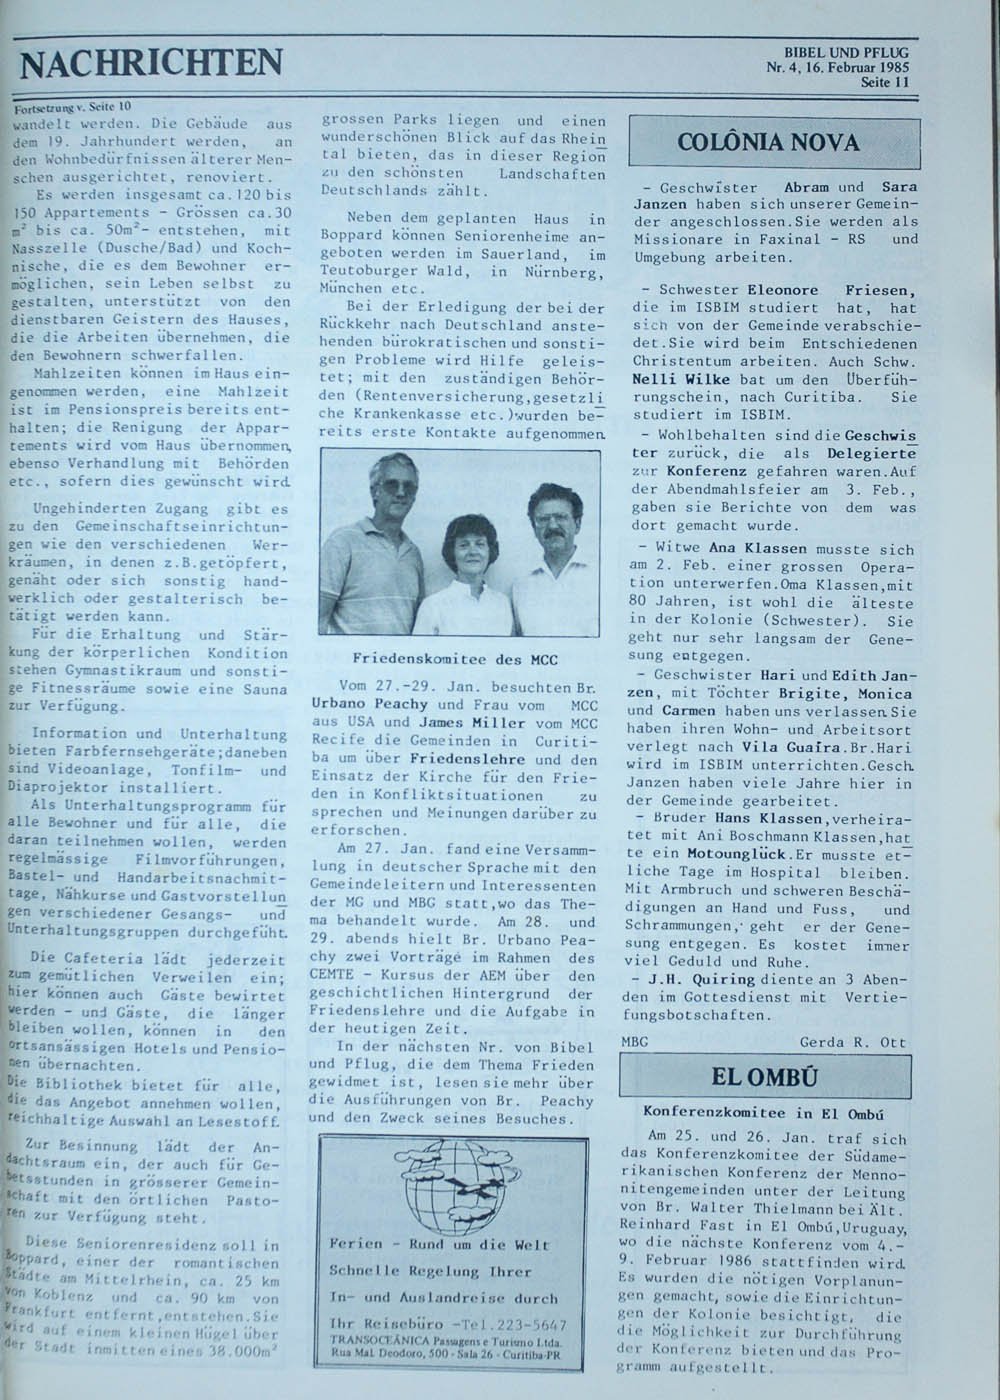 NACHRICHTEN
BIBEL UND PFLUG
Nr. 4, 16. Februar 1985
Seite 11
Fortsetzung v. Seite 10
wandelt werden. Die Gebäude aus
dem 19. Jahrhundert werden, an
den Wohnbedürfnissen älterer Men-
schen ausgerichtet, renoviert.
Es werden insgesamt ca.120 bis
150 Appartements - Grössen ca.30
m² bis ca. 50m²- entstehen, mit
Nasszelle (Dusche/Bad) und Koch-
nische, die es dem Bewohner er-
möglichen, sein Leben selbst zu
gestalten, unterstützt von den
dienstbaren Geistern des Hauses,
die die Arbeiten übernehmen, die
den Bewohnern schwerfallen.
Mahlzeiten können im Haus ein-
genommen werden, eine Mahlzeit
ist im Pensionspreis bereits ent-
halten; die Renigung der Appar-
tements wird vom Haus übernommen,
ebenso Verhandlung mit Behörden
etc., sofern dies gewünscht wird.
Ungehinderten Zugang gibt es
zu den Gemeinschaftseinrichtun-
gen wie den verschiedenen Wer-
kräumen, in denen z.B.getöpfert,
genäht oder sich sonstig hand-
werklich oder gestalterisch be-
tätigt werden kann.
Für die Erhaltung und Stär-
kung der körperlichen Kondition
stehen Gymnastikraum und sonsti-
ge Fitnessräume sowie eine Sauna
zur Verfügung.
Information und Unterhaltung
bieten Farbfernsehgeräte;daneben
sind Videoanlage, Tonfilm- und
Diaprojektor installiert.
Als Unterhaltungsprogramm für
alle Bewohner und für alle, die
daran teilnehmen wollen, werden
regelmässige Filmvorführungen,
Bastel- und Handarbeitsnachmit-
tage, Nähkurse und Gastvorstellun
gen verschiedener Gesangs- und
Unterhaltungsgruppen durchgefüht.
Die Cafeteria lädt jederzeit
zum gemütlichen Verweilen ein;
hier können auch Gäste bewirtet
werden - und Gäste, die länger
bleiben wollen, können in den
ortsansässigen Hotels und Pensio-
nen übernachten.
Die Bibliothek bietet für alle,
die das Angebot annehmen wollen,
reichhaltige Auswahl an Lesestoff.
Zur Besinnung lädt der An-
dachtsraum ein, der auch für Ge-
betsstunden in grösserer Gemein-
schaft mit den örtlichen Pasto-
ren zur Verfügung steht.
Diese Seniorenresidenz soll in
Boppard, einer der romantischen
Städte am Mittelrhein, ca. 25 km
von Koblenz und ca. 90 km von
Frankfurt entfernt,entstehen.Sie
wird auf einem kleinen Hügel über
der Stadt inmitten eines 38.000m²
grossen Parks liegen und einen
wunderschönen Blick auf das Rhein
tal bieten, das in dieser Region
zu den schönsten Landschaften
Deutschlands zählt.
Neben dem geplanten Haus in
Boppard können Seniorenheime an-
geboten werden im Sauerland, im
Teutoburger Wald, in Nürnberg,
München etc.
Bei der Erledigung der bei der
Rückkehr nach Deutschland anste-
henden bürokratischen und sonsti-
gen Probleme wird Hilfe geleis-
tet; mit den zuständigen Behör-
den (Rentenversicherung,gesetzli
che Krankenkasse etc.)wurden be-
reits erste Kontakte aufgenommen.
Friedenskomitee des MCC
Vom 27.-29. Jan. besuchten Br.
Urbano Peachy und Frau vom MCC
aus USA und James Miller vom MCC
Recife die Gemeinden in Curiti-
ba um über Friedenslehre und den
Einsatz der Kirche für den Frie-
den in Konfliktsituationen zu
sprechen und Meinungen darüber zu
erforschen.
Am 27. Jan. fand eine Versamm-
lung in deutscher Sprache mit den
Gemeindeleitern und Interessenten
der MG und MBG statt,wo das The-
ma behandelt wurde. Am 28. und
29. abends hielt Br. Urbano Pea-
chy zwei Vorträge im Rahmen des
CEMTE - Kursus der AEM über den
geschichtlichen Hintergrund der
Friedenslehre und die Aufgabe in
der heutigen Zeit.
In der nächsten Nr. von Bibel
und Pflug, die dem Thema Frieden
gewidmet ist, lesen sie mehr über
die Ausführungen von Br. Peachy
und den Zweck seines Besuches.
Ferien - Rund um die Welt
Schnelle Regelung Ihrer
In- und Auslandreise durch
Ihr Reisebüro -Tel.223-5647
TRANSOCEÂNICA Passagens e Turismo Ltda.
Rua Mal. Deodoro, 500 - Sala 26 - Curitiba-PR
COLÔNIA NOVA
- Geschwister Abram und Sara
Janzen haben sich unserer Gemein-
der angeschlossen.Sie werden als
Missionare in Faxinal - RS und
Umgebung arbeiten.
- Schwester Eleonore Friesen,
die im ISBIM studiert hat, hat
sich von der Gemeinde verabschie-
det.Sie wird beim Entschiedenen
Christentum arbeiten. Auch Schw.
Nelli Wilke bat um den Überfüh-
rungschein, nach Curitiba. Sie
studiert im ISBIM.
- Wohlbehalten sind die Geschwis
ter zurück, die als Delegierte
zur Konferenz gefahren waren.Auf
der Abendmahlsfeier am 3. Feb.,
gaben sie Berichte von dem was
dort gemacht wurde.
- Witwe Ana Klassen musste sich
am 2. Feb. einer grossen Opera-
tion unterwerfen.Oma Klassen,mit
80 Jahren, ist wohl die älteste
in der Kolonie (Schwester). Sie
geht nur sehr langsam der Gene-
sung entgegen.
- Geschwister Hari und Edith Jan-
zen, mit Töchter Brigite, Monica
und Carmen haben uns verlassen.Sie
haben ihren Wohn- und Arbeitsort
verlegt nach Vila Guaíra.Br.Hari
wird im ISBIM unterrichten.Gesch.
Janzen haben viele Jahre hier in
der Gemeinde gearbeitet.
- Bruder Hans Klassen,verheira-
tet mit Ani Boschmann Klassen,hat
te ein Motounglück.Er musste et-
liche Tage im Hospital bleiben.
Mit Armbruch und schweren Beschä-
digungen an Hand und Fuss, und
Schrammungen, geht er der Gene-
sung entgegen. Es kostet immer
viel Geduld und Ruhe.
- J.H. Quiring diente an 3 Aben-
den im Gottesdienst mit Vertie-
fungsbotschaften.
MBG Gerda R. Ott
EL OMBÚ
Konferenzkomitee in El Ombú
Am 25. und 26. Jan. traf sich
das Konferenzkomitee der Südame-
rikanischen Konferenz der Menno-
nitengemeinden unter der Leitung
von Br. Walter Thielmann bei Ält.
Reinhard Fast in El Ombú,Uruguay,
wo die nächste Konferenz vom 4.-
9. Februar 1986 stattfinden wird.
Es wurden die nötigen Vorplanun-
gen gemacht, sowie die Einrichtun-
gen der Kolonie besichtigt, die
die Möglichkeit zur Durchführung
der Konferenz bieten und das Pro-
gramm aufgestellt.